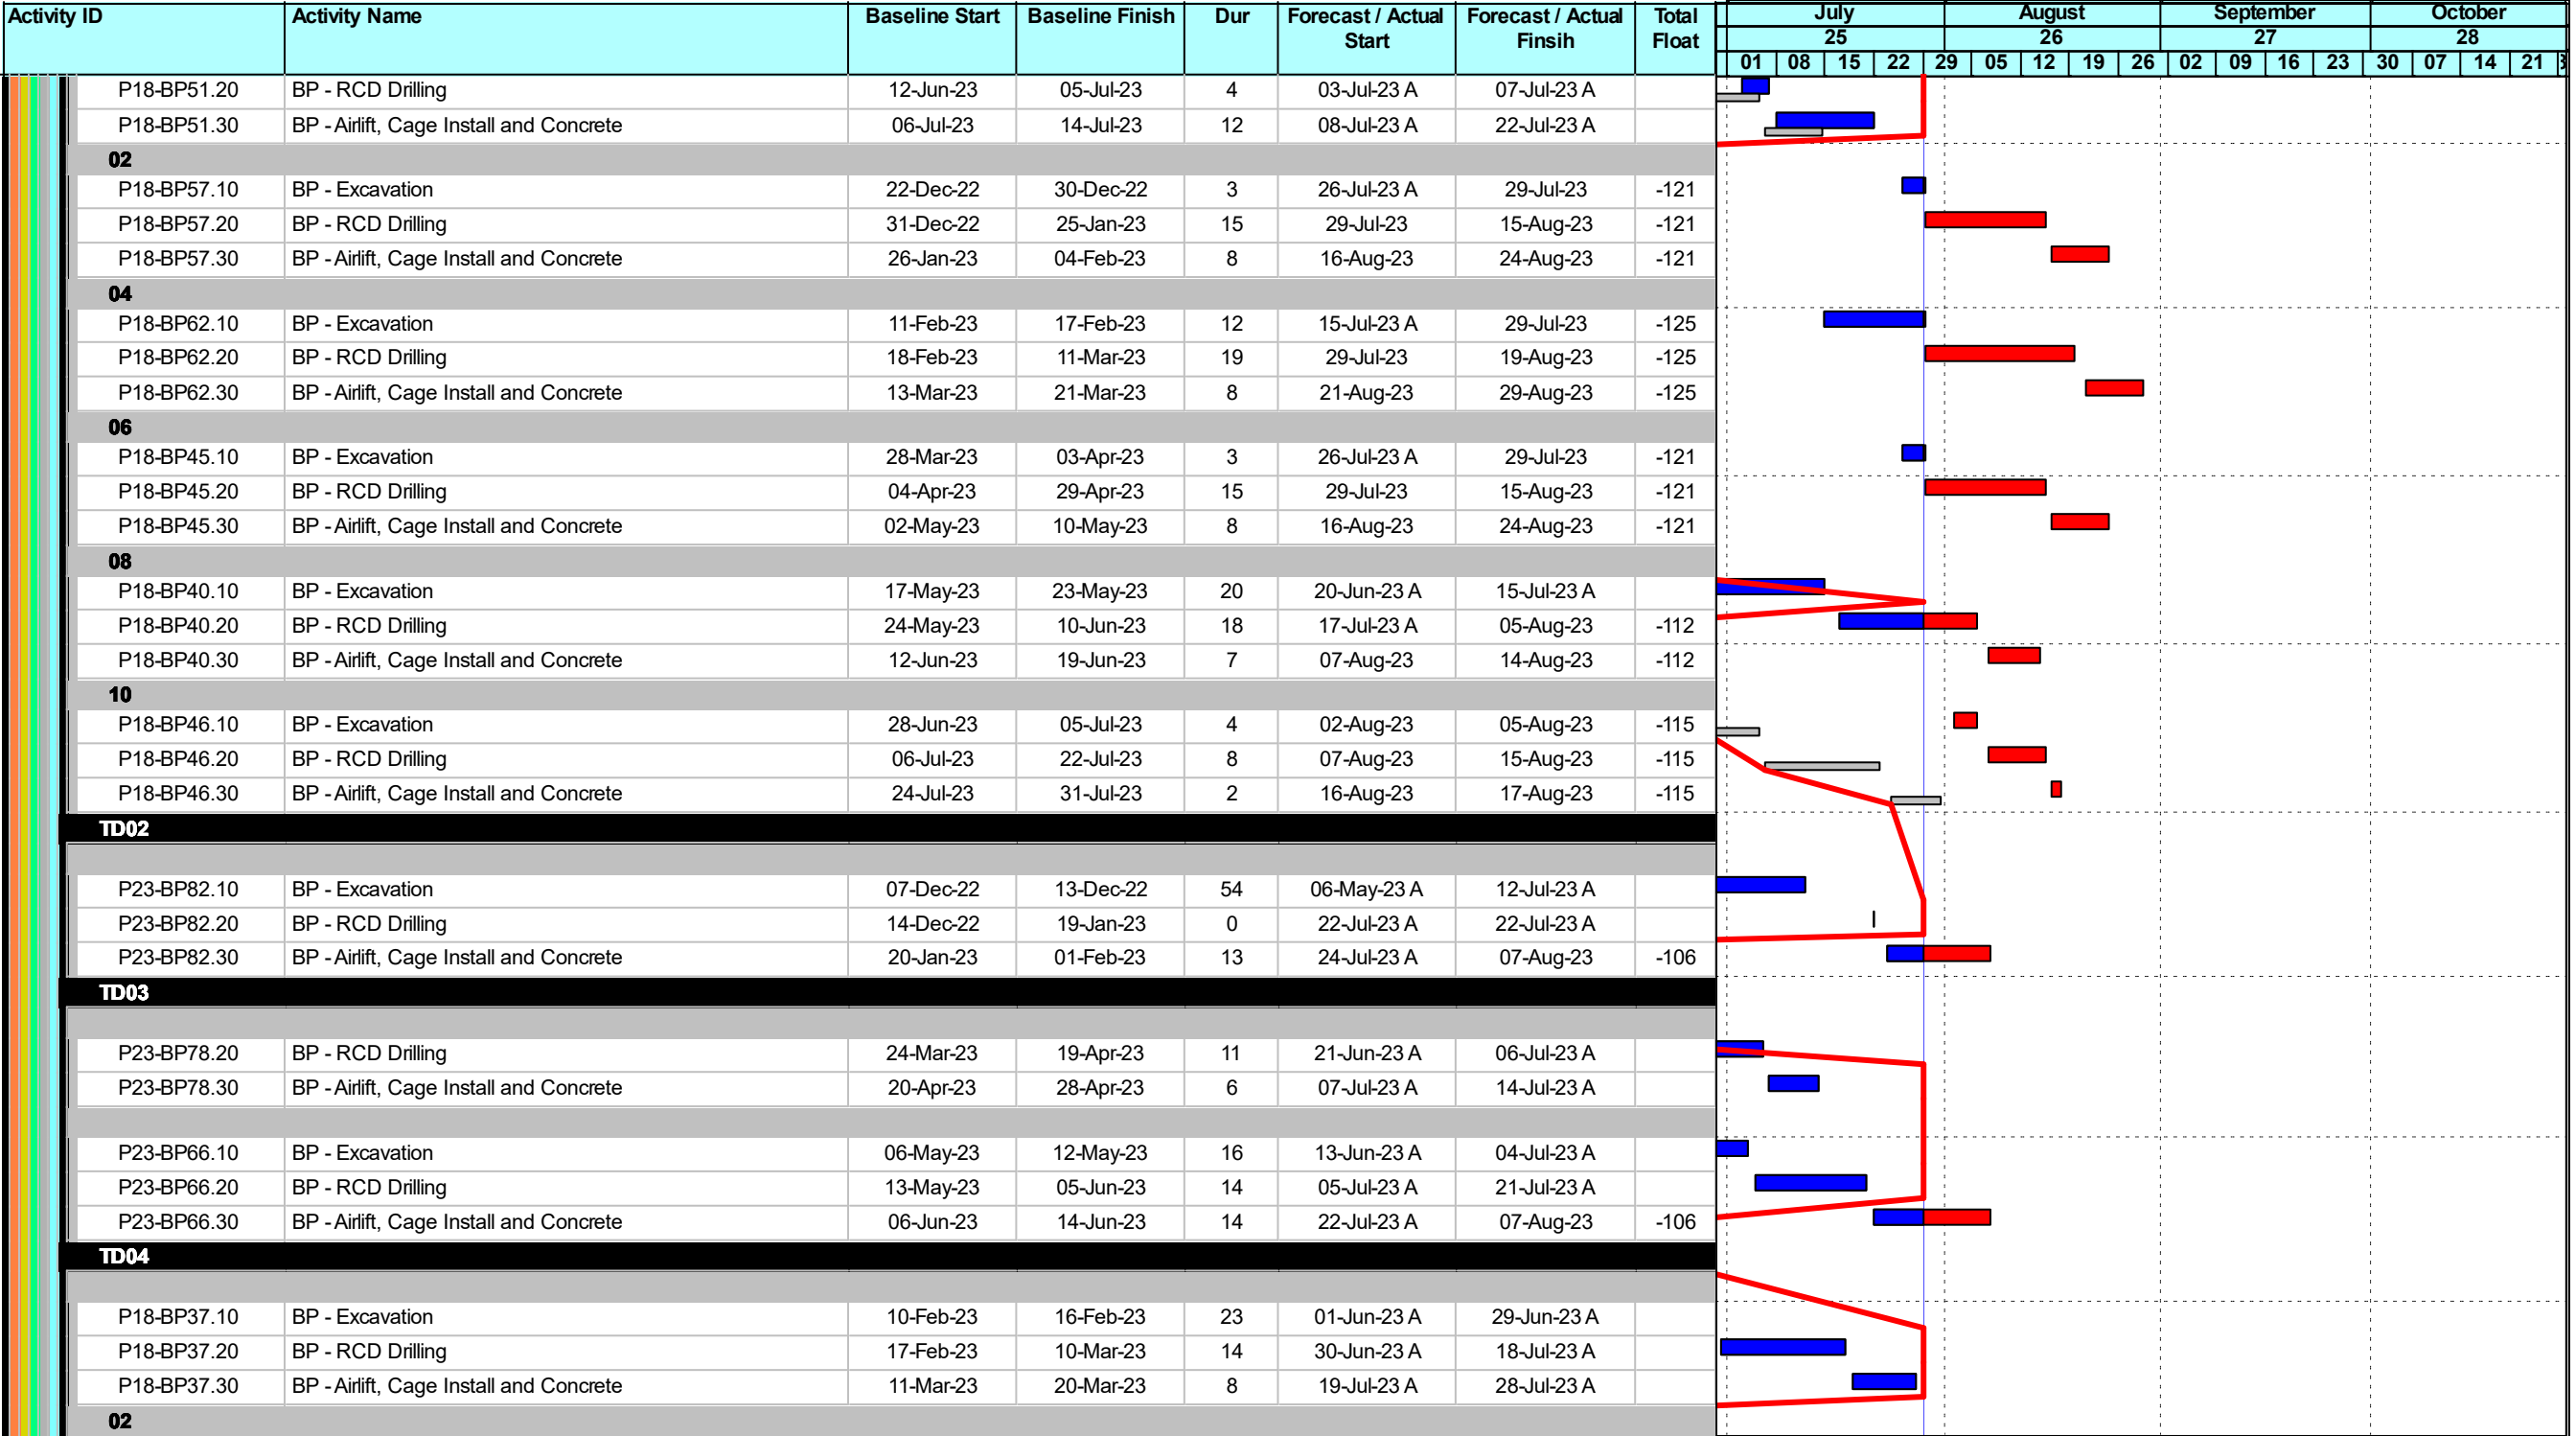 Activity ID Activity Name Baseline Start Baseline Finish Dur Forecast / Actual Start Forecast / Actual Finsih Total Float July August September October
25 26 27 28
01 08 15 22 29 05 12 19 26 02 09 16 23 30 07 14 21
P18-BP51.20 BP - RCD Drilling 12-Jun-23 05-Jul-23 4 03-Jul-23 A 07-Jul-23 A
P18-BP51.30 BP - Airlift, Cage Install and Concrete 06-Jul-23 14-Jul-23 12 08-Jul-23 A 22-Jul-23 A
02
P18-BP57.10 BP - Excavation 22-Dec-22 30-Dec-22 3 26-Jul-23 A 29-Jul-23 -121
P18-BP57.20 BP - RCD Drilling 31-Dec-22 25-Jan-23 15 29-Jul-23 15-Aug-23 -121
P18-BP57.30 BP - Airlift, Cage Install and Concrete 26-Jan-23 04-Feb-23 8 16-Aug-23 24-Aug-23 -121
04
P18-BP62.10 BP - Excavation 11-Feb-23 17-Feb-23 12 15-Jul-23 A 29-Jul-23 -125
P18-BP62.20 BP - RCD Drilling 18-Feb-23 11-Mar-23 19 29-Jul-23 19-Aug-23 -125
P18-BP62.30 BP - Airlift, Cage Install and Concrete 13-Mar-23 21-Mar-23 8 21-Aug-23 29-Aug-23 -125
06
P18-BP45.10 BP - Excavation 28-Mar-23 03-Apr-23 3 26-Jul-23 A 29-Jul-23 -121
P18-BP45.20 BP - RCD Drilling 04-Apr-23 29-Apr-23 15 29-Jul-23 15-Aug-23 -121
P18-BP45.30 BP - Airlift, Cage Install and Concrete 02-May-23 10-May-23 8 16-Aug-23 24-Aug-23 -121
08
P18-BP40.10 BP - Excavation 17-May-23 23-May-23 20 20-Jun-23 A 15-Jul-23 A
P18-BP40.20 BP - RCD Drilling 24-May-23 10-Jun-23 18 17-Jul-23 A 05-Aug-23 -112
P18-BP40.30 BP - Airlift, Cage Install and Concrete 12-Jun-23 19-Jun-23 7 07-Aug-23 14-Aug-23 -112
10
P18-BP46.10 BP - Excavation 28-Jun-23 05-Jul-23 4 02-Aug-23 05-Aug-23 -115
P18-BP46.20 BP - RCD Drilling 06-Jul-23 22-Jul-23 8 07-Aug-23 15-Aug-23 -115
P18-BP46.30 BP - Airlift, Cage Install and Concrete 24-Jul-23 31-Jul-23 2 16-Aug-23 17-Aug-23 -115
TD02
P23-BP82.10 BP - Excavation 07-Dec-22 13-Dec-22 54 06-May-23 A 12-Jul-23 A
P23-BP82.20 BP - RCD Drilling 14-Dec-22 19-Jan-23 0 22-Jul-23 A 22-Jul-23 A
P23-BP82.30 BP - Airlift, Cage Install and Concrete 20-Jan-23 01-Feb-23 13 24-Jul-23 A 07-Aug-23 -106
TD03
P23-BP78.20 BP - RCD Drilling 24-Mar-23 19-Apr-23 11 21-Jun-23 A 06-Jul-23 A
P23-BP78.30 BP - Airlift, Cage Install and Concrete 20-Apr-23 28-Apr-23 6 07-Jul-23 A 14-Jul-23 A
P23-BP66.10 BP - Excavation 06-May-23 12-May-23 16 13-Jun-23 A 04-Jul-23 A
P23-BP66.20 BP - RCD Drilling 13-May-23 05-Jun-23 14 05-Jul-23 A 21-Jul-23 A
P23-BP66.30 BP - Airlift, Cage Install and Concrete 06-Jun-23 14-Jun-23 14 22-Jul-23 A 07-Aug-23 -106
TD04
P18-BP37.10 BP - Excavation 10-Feb-23 16-Feb-23 23 01-Jun-23 A 29-Jun-23 A
P18-BP37.20 BP - RCD Drilling 17-Feb-23 10-Mar-23 14 30-Jun-23 A 18-Jul-23 A
P18-BP37.30 BP - Airlift, Cage Install and Concrete 11-Mar-23 20-Mar-23 8 19-Jul-23 A 28-Jul-23 A
02